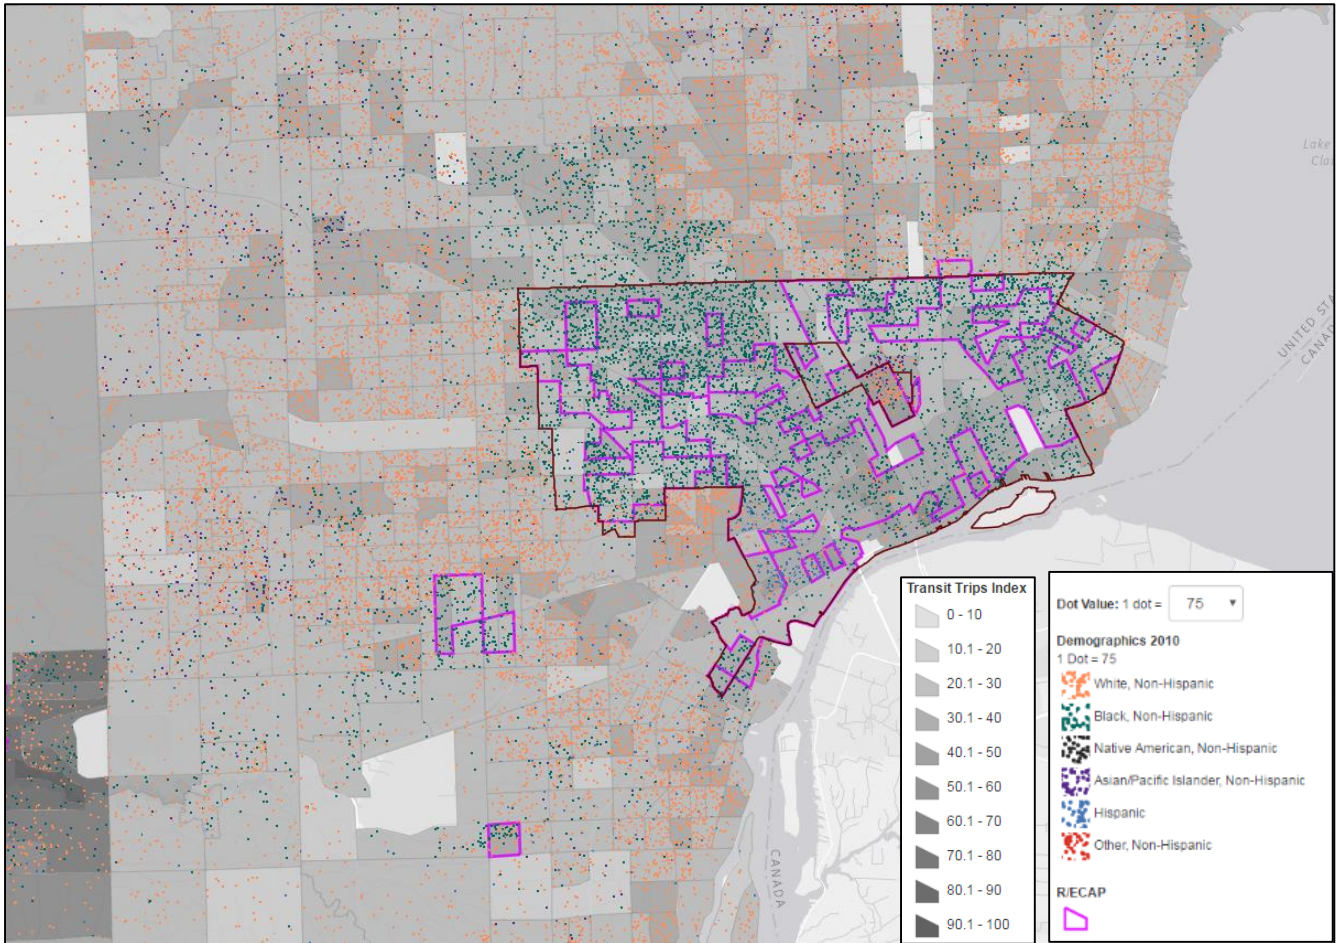 Lake
Clai
UNITED STA
CANAD
CANADA
Transit Trips Index
0 - 10
10.1 - 20
20.1 - 30
30.1 - 40
40.1 - 50
50.1 - 60
60.1 - 70
70.1 - 80
80.1 - 90
90.1 - 100
Dot Value: 1 dot = 75
Demographics 2010
1 Dot = 75
White, Non-Hispanic
Black, Non-Hispanic
Native American, Non-Hispanic
Asian/Pacific Islander, Non-Hispanic
Hispanic
Other, Non-Hispanic
R/ECAP